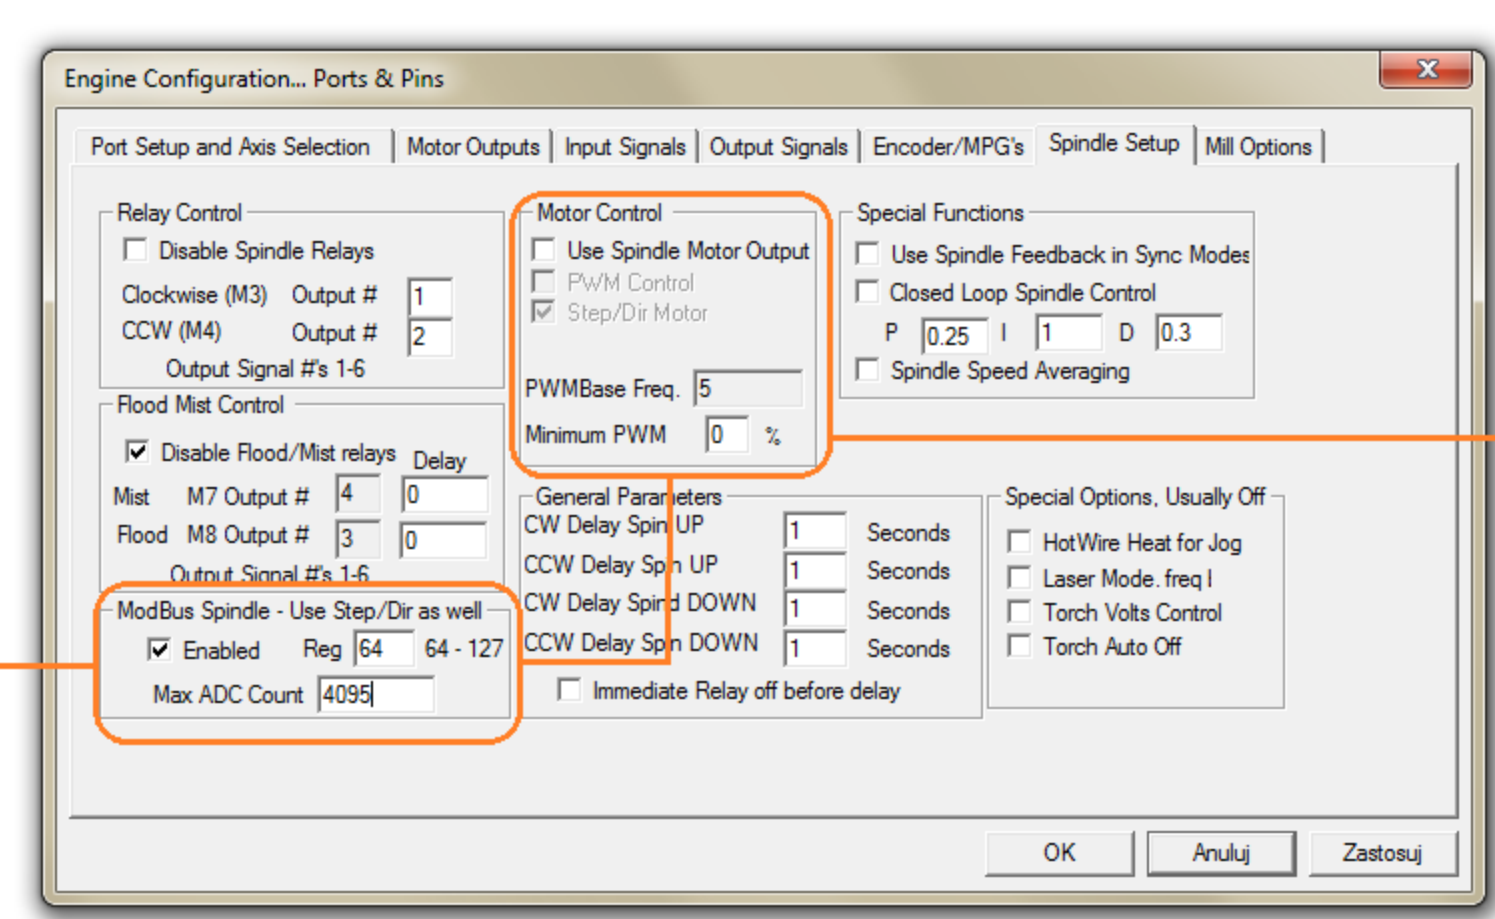 Engine Configuration... Ports & Pins
Port Setup and Axis Selection
Motor Outputs
Input Signals
Output Signals
Encoder/MPG's
Spindle Setup
Mill Options
Relay Control
Disable Spindle Relays
Clockwise (M3) Output # 1
CCW (M4) Output # 2
Output Signal #'s 1-6
Flood Mist Control
Disable Flood/Mist relays Delay
Mist M7 Output # 4 0
Flood M8 Output # 3 0
Output Signal #'s 1-6
ModBus Spindle - Use Step/Dir as well
Enabled Reg 64 64 - 127
Max ADC Count 4095
Motor Control
Use Spindle Motor Output
PWM Control
Step/Dir Motor
PWMBase Freq. 5
Minimum PWM 0 %
General Parameters
CW Delay Spin UP 1 Seconds
CCW Delay Spin UP 1 Seconds
CW Delay Spind DOWN 1 Seconds
CCW Delay Spin DOWN 1 Seconds
Immediate Relay off before delay
Special Functions
Use Spindle Feedback in Sync Modes
Closed Loop Spindle Control
P 0.25 I 1 D 0.3
Spindle Speed Averaging
Special Options, Usually Off
HotWire Heat for Jog
Laser Mode. freq
Torch Volts Control
Torch Auto Off
OK
Anuluj
Zastosuj